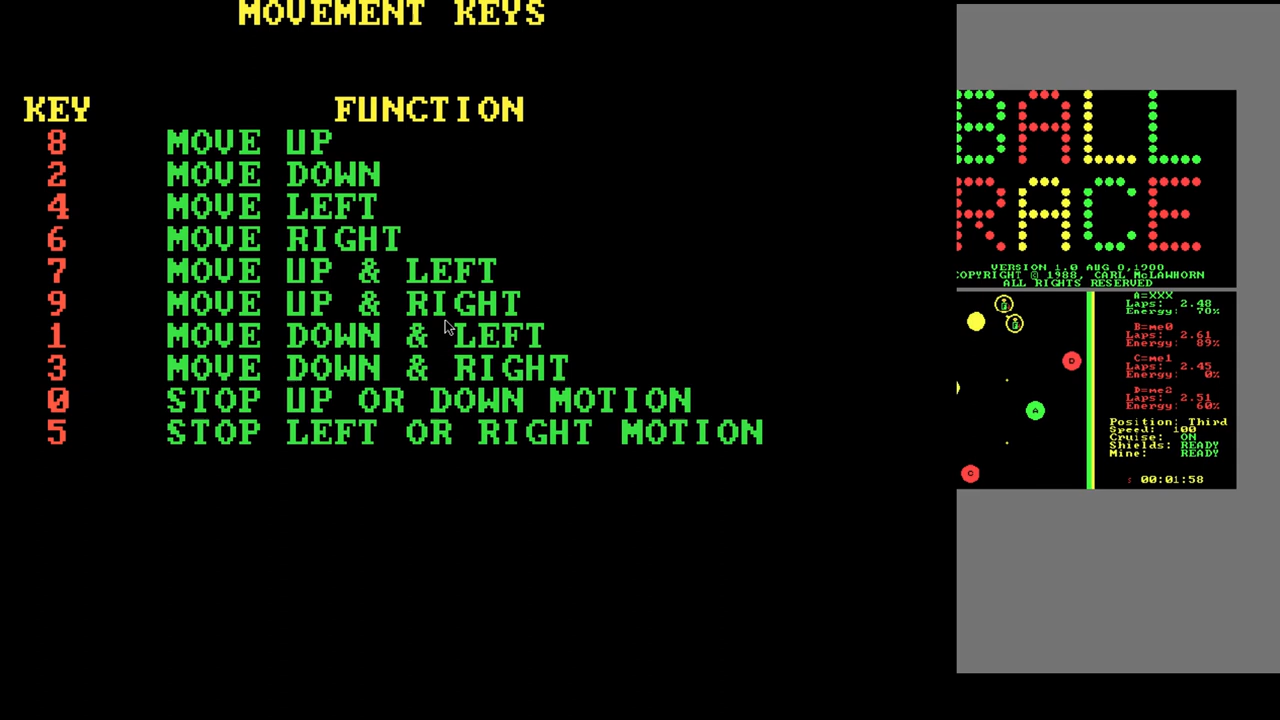 MOVEMENT KEYS
KEY FUNCTION
8 MOVE UP
2 MOVE DOWN
4 MOVE LEFT
6 MOVE RIGHT
7 MOVE UP & LEFT
9 MOVE UP & RIGHT
1 MOVE DOWN & LEFT
3 MOVE DOWN & RIGHT
0 STOP UP OR DOWN MOTION
5 STOP LEFT OR RIGHT MOTION
BALL
RACE
VERSION 1.0 AUG
COPYRIGHT © 1988, CARL McLAWHORN
ALL RIGHTS RESERVED
A=XXX
Laps: 2.48
Energy: 70%
B=me0
Laps: 2.61
Energy: 89%
C=me1
Laps: 2.45
Energy: 0%
D=me2
Laps: 2.51
Energy: 60%
Position: Third
Speed: 100
Cruise: ON
Shields: READY
Mine: READY
00:01:58
D
A
C